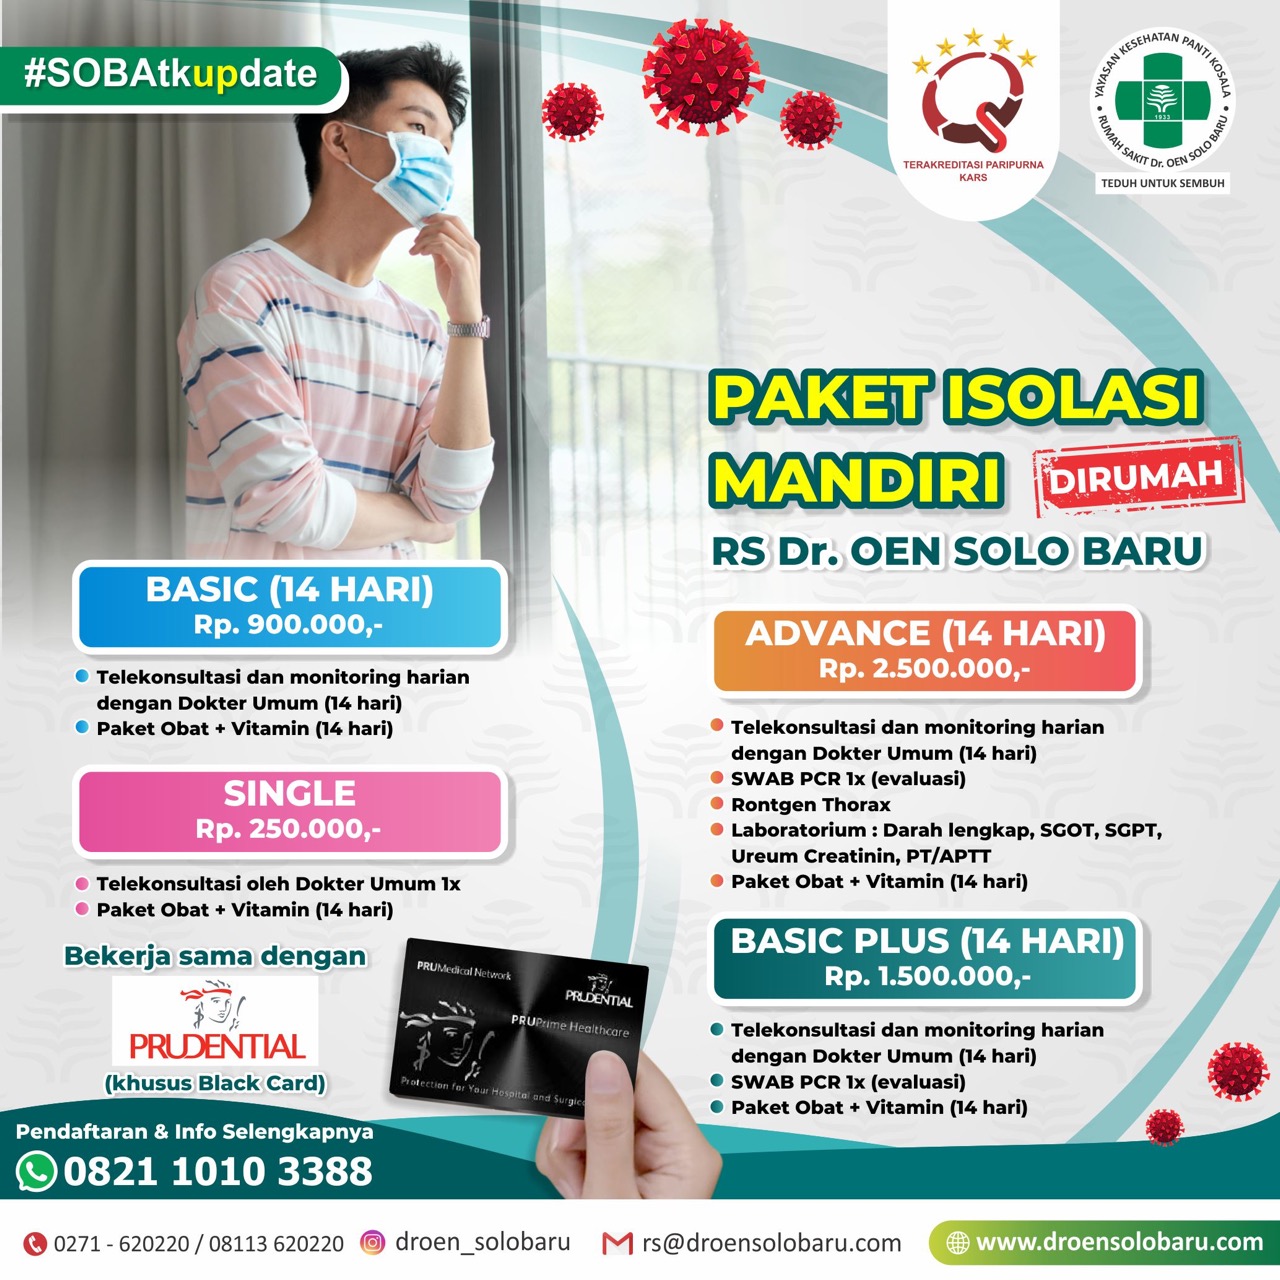 #SOBAtkupdate
TERAKREDITASI PARIPURNA
KARS
YAYASAN KESEHATAN PANTI KOSALA
1933
RUMAH SAKIT Dr. OEN SOLO BARU
TEDUH UNTUK SEMBUH
PAKET ISOLASI
MANDIRI DIRUMAH
RS Dr. OEN SOLO BARU
BASIC (14 HARI)
Rp. 900.000,-
Telekonsultasi dan monitoring harian
dengan Dokter Umum (14 hari)
Paket Obat + Vitamin (14 hari)
SINGLE
Rp. 250.000,-
Telekonsultasi oleh Dokter Umum 1x
Paket Obat + Vitamin (14 hari)
ADVANCE (14 HARI)
Rp. 2.500.000,-
Telekonsultasi dan monitoring harian
dengan Dokter Umum (14 hari)
SWAB PCR 1x (evaluasi)
Rontgen Thorax
Laboratorium : Darah lengkap, SGOT, SGPT,
Ureum Creatinin, PT/APTT
Paket Obat + Vitamin (14 hari)
BASIC PLUS (14 HARI)
Rp. 1.500.000,-
Telekonsultasi dan monitoring harian
dengan Dokter Umum (14 hari)
SWAB PCR 1x (evaluasi)
Paket Obat + Vitamin (14 hari)
Bekerja sama dengan
PRUDENTIAL
(khusus Black Card)
PRUMedical Network
PRUDENTIAL
PRUPrime Healthcare
Protection for Your Hospital and Surgic
Pendaftaran & Info Selengkapnya
0821 1010 3388
0271 - 620220 / 08113 620220
droen_solobaru
rs@droensolobaru.com
www.droensolobaru.com